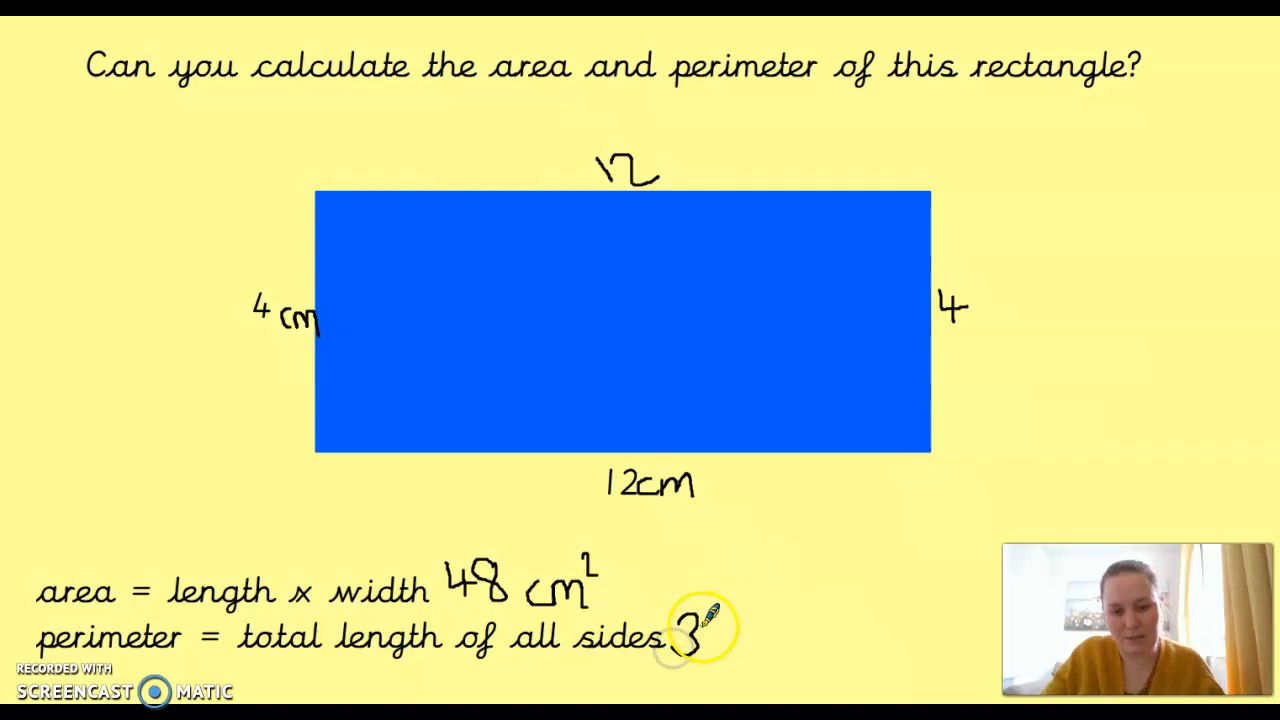 Can you calculate the area and perimeter of this rectangle?
12
4 cm
4
12cm
area = length x width 48 cm²
perimeter = total length of all sides 3
RECORDED WITH
SCREENCAST MATIC